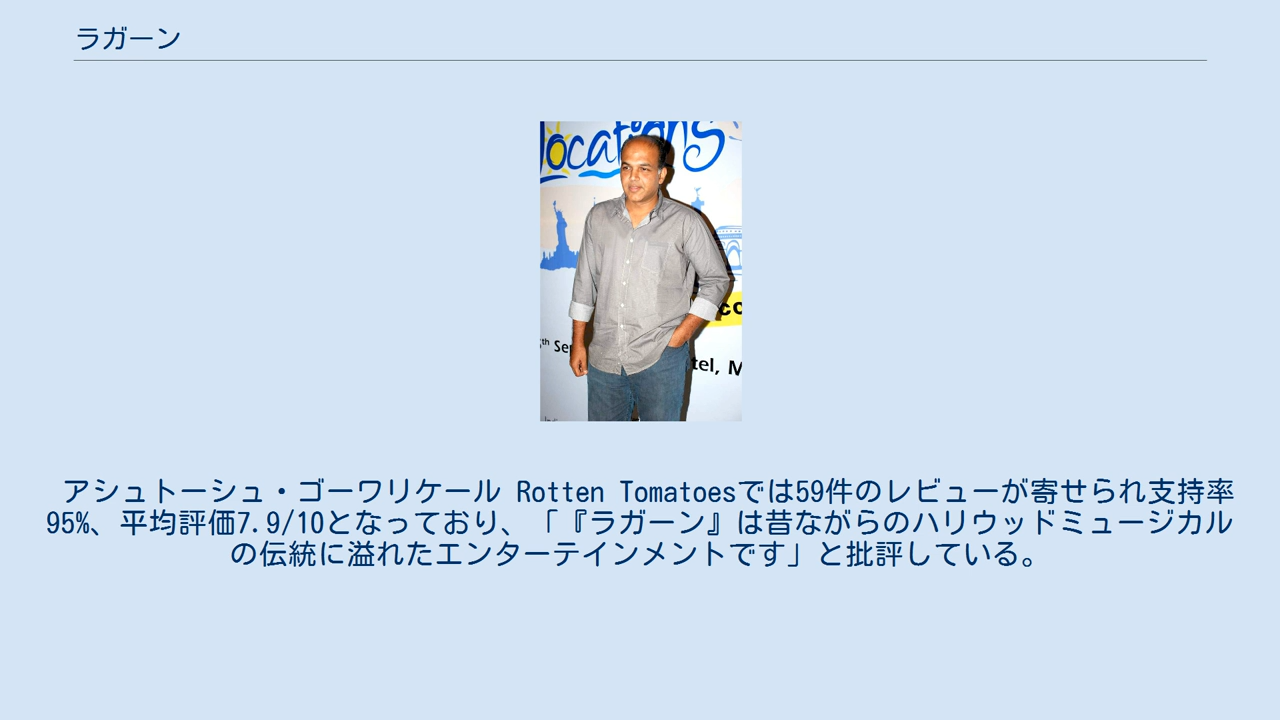 ラガーン
locations
co
th Sep
tel, M
アシュトーシュ・ゴーワリケール Rotten Tomatoesでは59件のレビューが寄せられ支持率
95%、平均評価7.9/10となっており、「『ラガーン』は昔ながらのハリウッドミュージカル
の伝統に溢れたエンターテインメントです」と批評している。